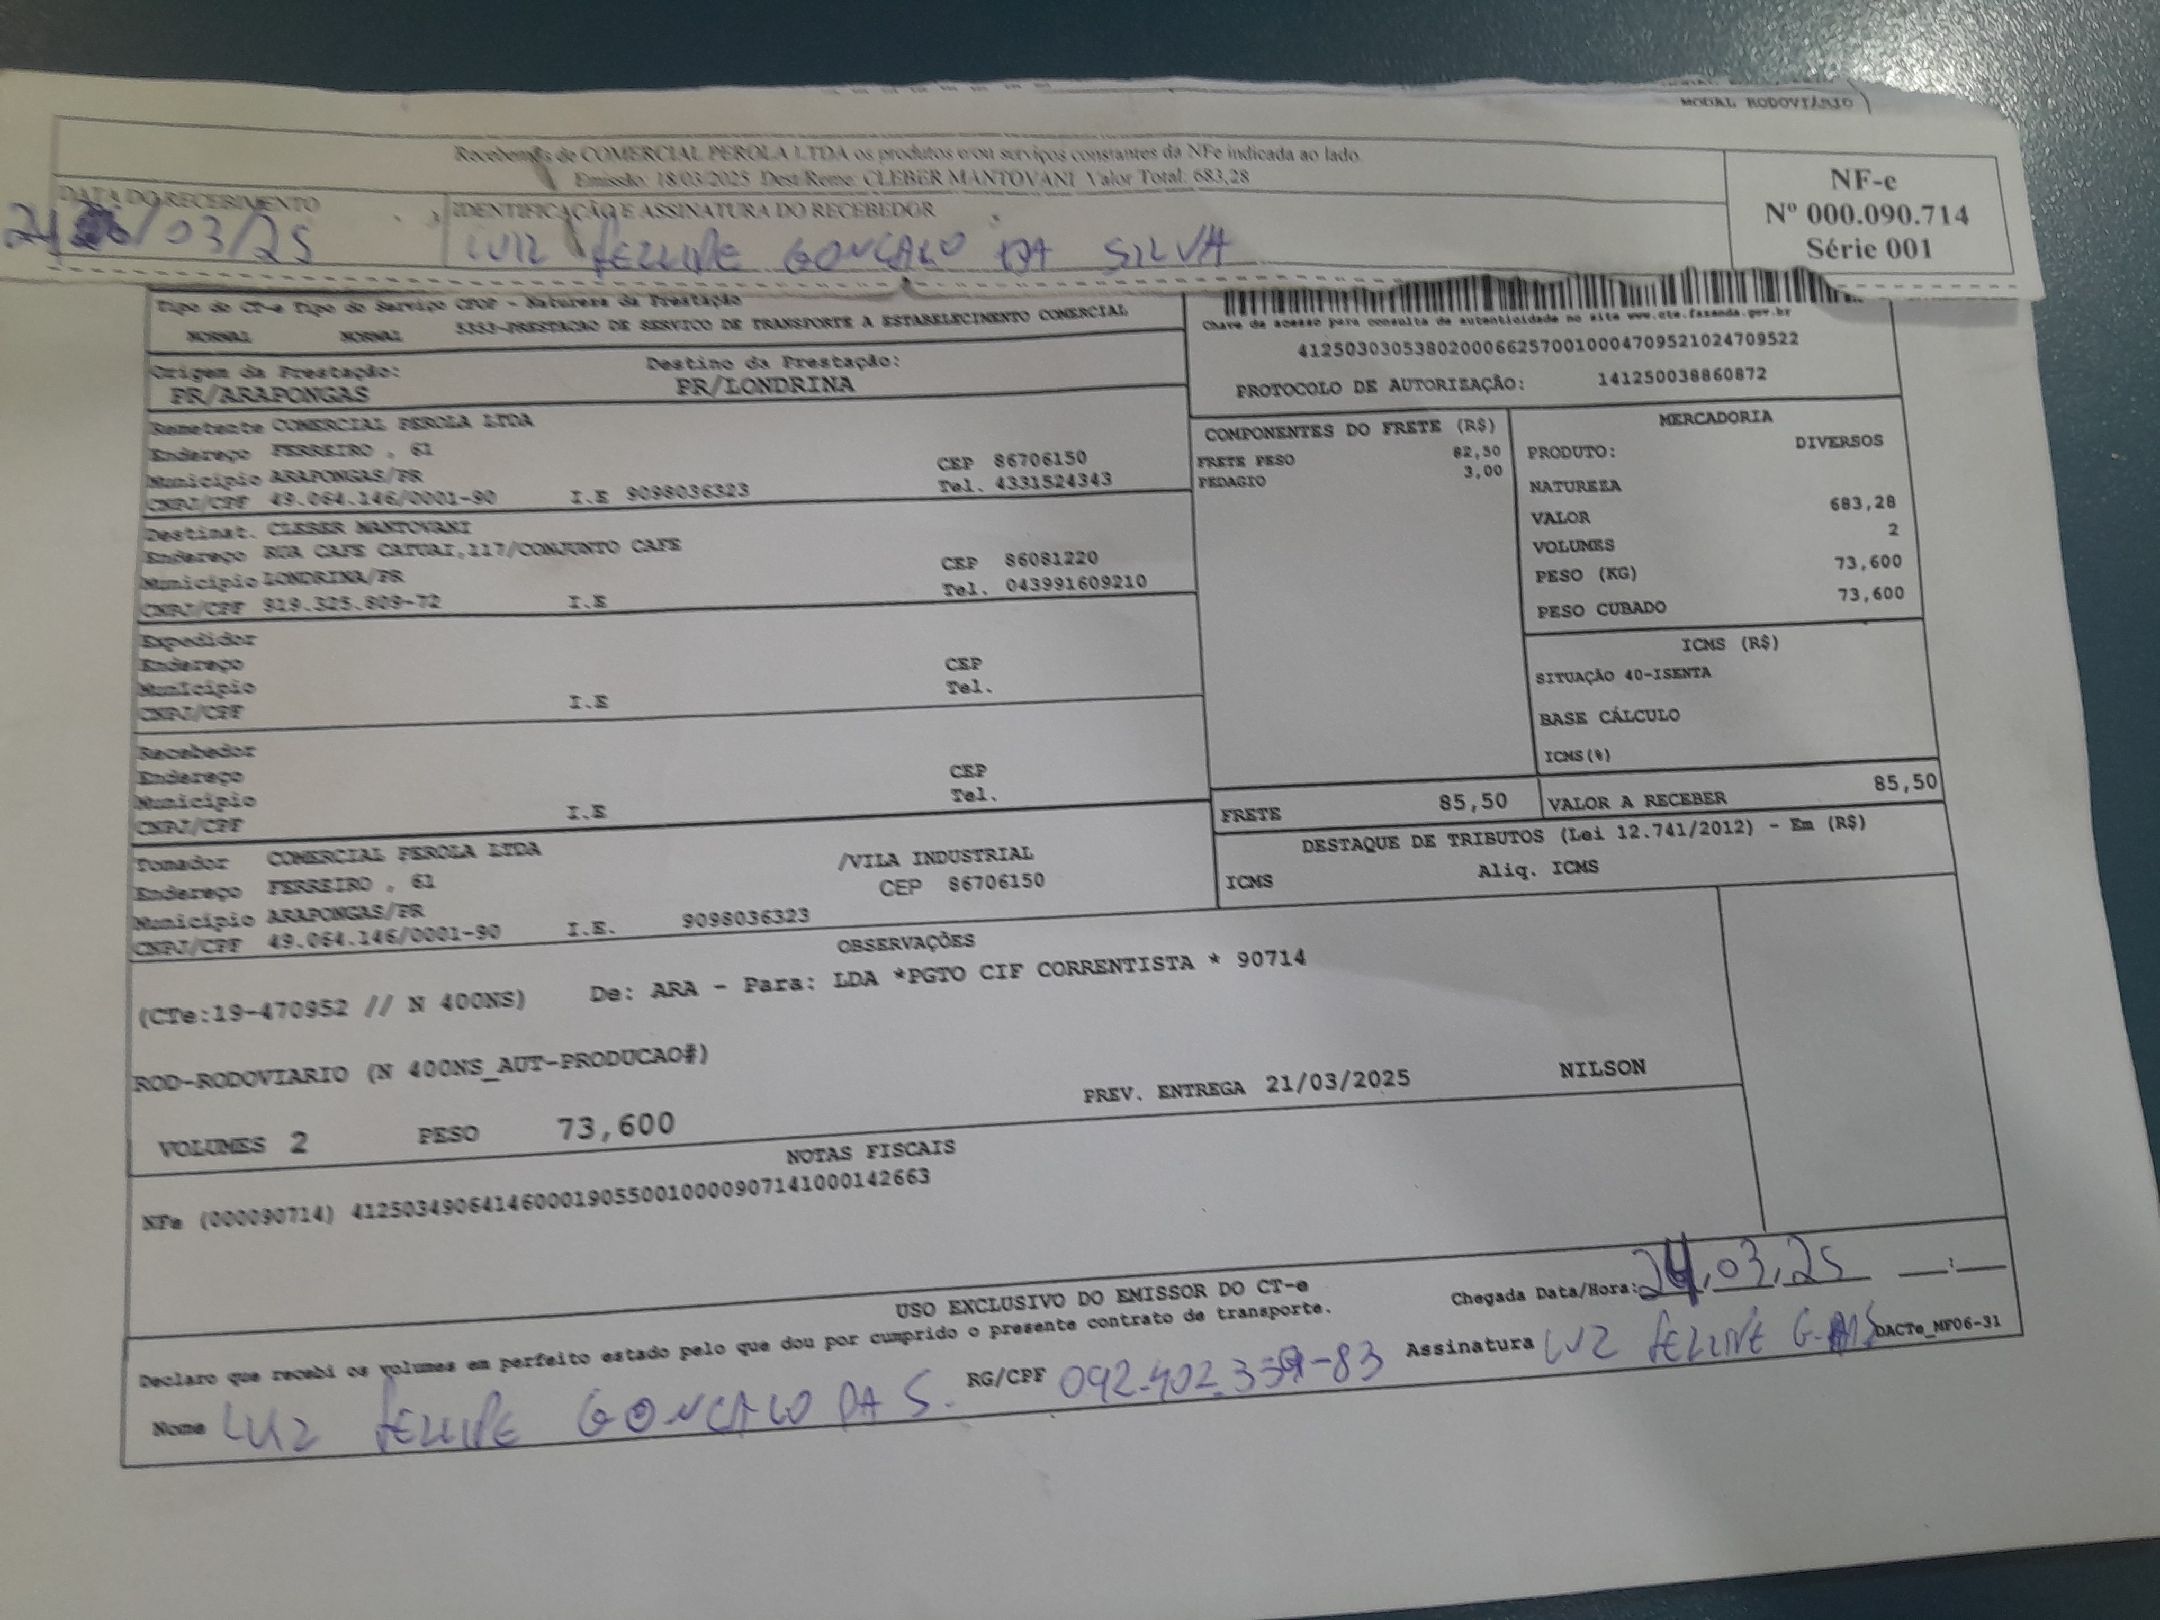 MODAL RODOVIÁRIO
Recebemos de COMERCIAL PEROLA LTDA os produtos e/ou serviços constantes da NFe indicada ao lado.
Emissão: 18/03/2025 Dest/Reme: CLEBER MANTOVANI Valor Total: 683,28
NF-e
Nº 000.090.714
Série 001
DATA DO RECEBIMENTO
/03/25
IDENTIFICAÇÃO E ASSINATURA DO RECEBEDOR
LUIZ FELLIPE GONCALO DA SILVA
Tipo do CT-e Tipo do Serviço CFOP - Natureza da Prestação
NORMAL NORMAL 5353-PRESTACAO DE SERVICO DE TRANSPORTE A ESTABELECIMENTO COMERCIAL
Chave de acesso para consulta de autenticidade no site www.cte.fazenda.gov.br
41250303053802000662570010004709521024709522
PROTOCOLO DE AUTORIZAÇÃO: 141250038860872
Origem da Prestação: Destino da Prestação:
PR/ARAPONGAS PR/LONDRINA
Remetente COMERCIAL PEROLA LTDA
Endereço FERREIRO , 61 CEP 86706150
Município ARAPONGAS/PR Tel. 4331524343
CNPJ/CPF 49.064.146/0001-90 I.E 9098036323
Destinat. CLEBER MANTOVANI
Endereço RUA CAFE CATUAI,117/CONJUNTO CAFE CEP 86081220
Município LONDRINA/PR Tel. 043991609210
CNPJ/CPF 919.325.809-72 I.E
Expedidor
Endereço CEP
Município Tel.
CNPJ/CPF I.E
Recebedor
Endereço CEP
Município Tel.
CNPJ/CPF I.E
Tomador COMERCIAL PEROLA LTDA /VILA INDUSTRIAL
Endereço FERREIRO , 61 CEP 86706150
Município ARAPONGAS/PR
CNPJ/CPF 49.064.146/0001-90 I.E. 9098036323
COMPONENTES DO FRETE (R$)
FRETE PESO 82,50
PEDAGIO 3,00
MERCADORIA
PRODUTO: DIVERSOS
NATUREZA
VALOR 683,28
VOLUMES 2
PESO (KG) 73,600
PESO CUBADO 73,600
ICMS (R$)
SITUAÇÃO 40-ISENTA
BASE CÁLCULO
ICMS(%)
FRETE 85,50 VALOR A RECEBER 85,50
DESTAQUE DE TRIBUTOS (Lei 12.741/2012) - Em (R$)
ICMS Aliq. ICMS
OBSERVAÇÕES
(CTe:19-470952 // N 400NS) De: ARA - Para: LDA *PGTO CIF CORRENTISTA * 90714
ROD-RODOVIARIO (N 400NS_AUT-PRODUCAO#)
VOLUMES 2 PESO 73,600 PREV. ENTREGA 21/03/2025 NILSON
NOTAS FISCAIS
NFe (000090714) 41250349064146000190550010000907141000142663
USO EXCLUSIVO DO EMISSOR DO CT-e
Chegada Data/Hora: 24,03,25 __:__
Declaro que recebi os volumes em perfeito estado pelo que dou por cumprido o presente contrato de transporte.
DACTe_MF06-31
Nome LUIZ FELLIPE GONCALO DA S. RG/CPF 092.402.359-83 Assinatura LUIZ FELLIPE